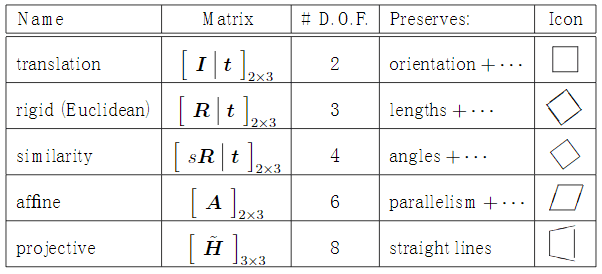 Name Matrix # D.O.F. Preserves: Icon
translation [ I | t ]2×3 2 orientation + ···
rigid (Euclidean) [ R | t ]2×3 3 lengths + ···
similarity [ sR | t ]2×3 4 angles + ···
affine [ A ]2×3 6 parallelism + ···
projective [ H̃ ]3×3 8 straight lines